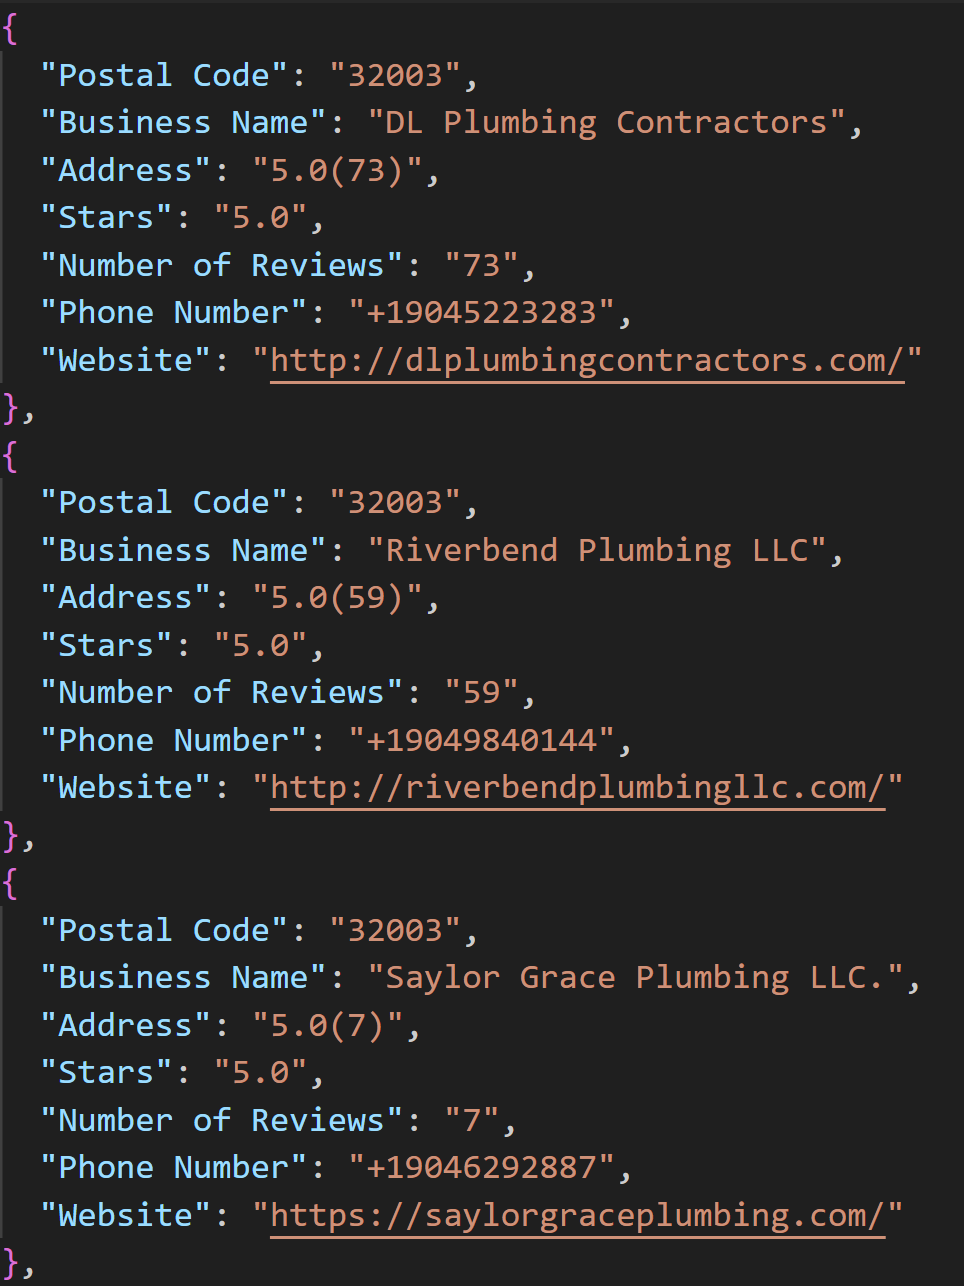 {
"Postal Code": "32003",
"Business Name": "DL Plumbing Contractors",
"Address": "5.0(73)",
"Stars": "5.0",
"Number of Reviews": "73",
"Phone Number": "+19045223283",
"Website": "http://dlplumbingcontractors.com/"
},
{
"Postal Code": "32003",
"Business Name": "Riverbend Plumbing LLC",
"Address": "5.0(59)",
"Stars": "5.0",
"Number of Reviews": "59",
"Phone Number": "+19049840144",
"Website": "http://riverbendplumbingllc.com/"
},
{
"Postal Code": "32003",
"Business Name": "Saylor Grace Plumbing LLC.",
"Address": "5.0(7)",
"Stars": "5.0",
"Number of Reviews": "7",
"Phone Number": "+19046292887",
"Website": "https://saylorgraceplumbing.com/"
},